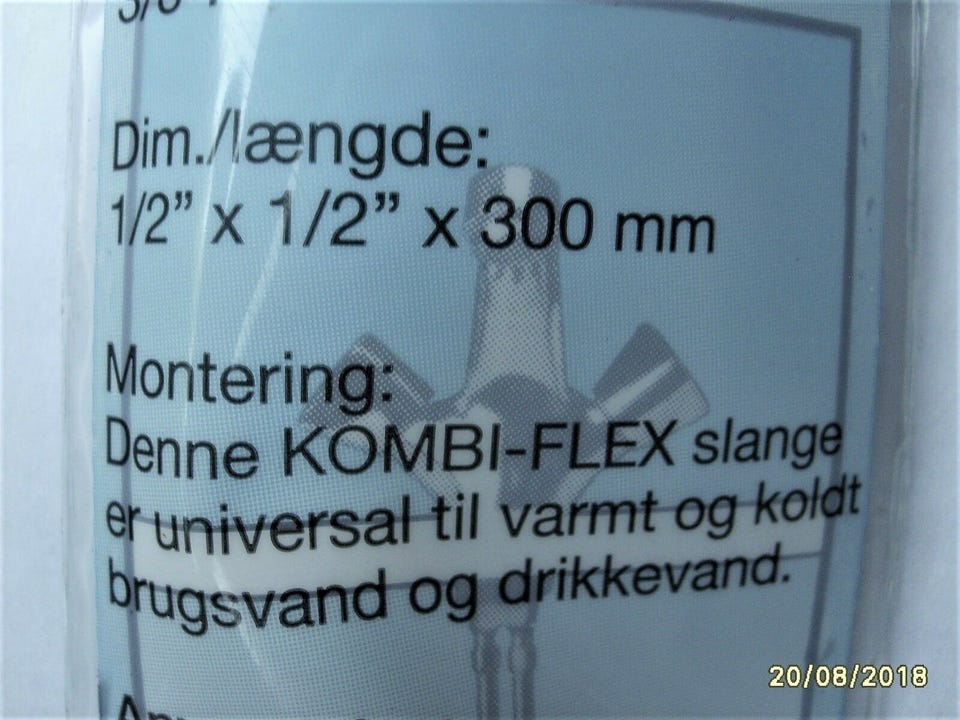 Dim./længde:
1/2” x 1/2” x 300 mm
Montering:
Denne KOMBI-FLEX slange
er universal til varmt og koldt
brugsvand og drikkevand.
20/08/2018